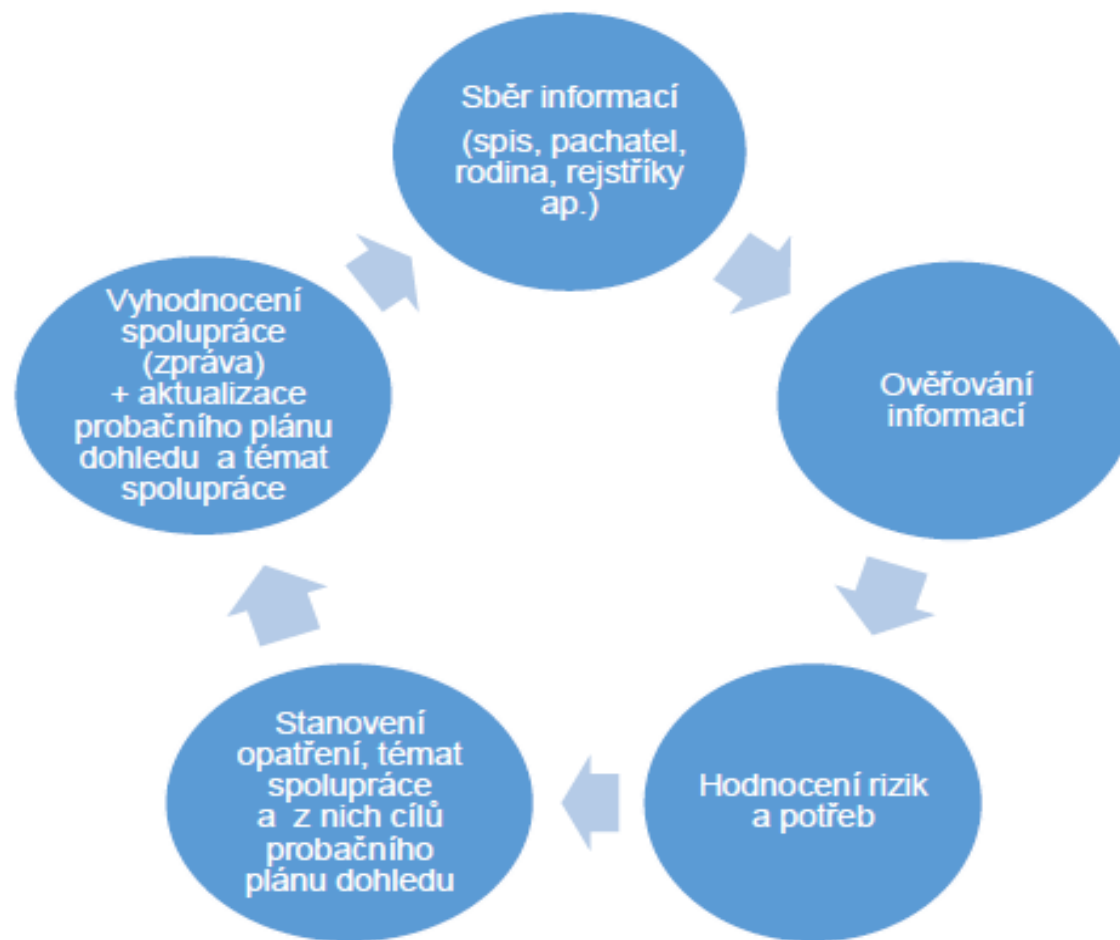 Sběr informací
(spis, pachatel,
rodina, rejstříky
ap.)
Ověřování
informací
Hodnocení rizik
a potřeb
Stanovení
opatření, témat
spolupráce
a z nich cílů
probačního
plánu dohledu
Vyhodnocení
spolupráce
(zpráva)
+ aktualizace
probačního plánu
dohledu a témat
spolupráce